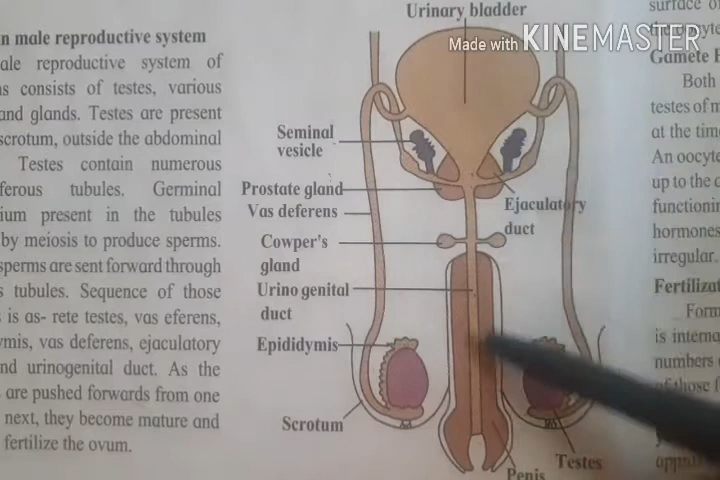 Urinary bladder
Made with KINEMASTER
n male reproductive system
ale reproductive system of
consists of testes, various
and glands. Testes are present
scrotum, outside the abdominal
Testes contain numerous
ferous tubules. Germinal
ium present in the tubules
by meiosis to produce sperms.
sperms are sent forward through
s tubules. Sequence of those
is as- rete testes, vas eferens,
mis, vas deferens, ejaculatory
nd urinogenital duct. As the
are pushed forwards from one
next, they become mature and
fertilize the ovum.
Seminal
vesicle
Prostate gland
Vas deferens
Cowper's
gland
Urino genital
duct
Epididymis
Scrotum
Ejaculatory
duct
Testes
Penis
surface of
Gamete
Both
testes of m
at the tim
An oocyte
up to the
functionin
hormones
irregular.
Fertilizat
Form
is interna
numbers
of those